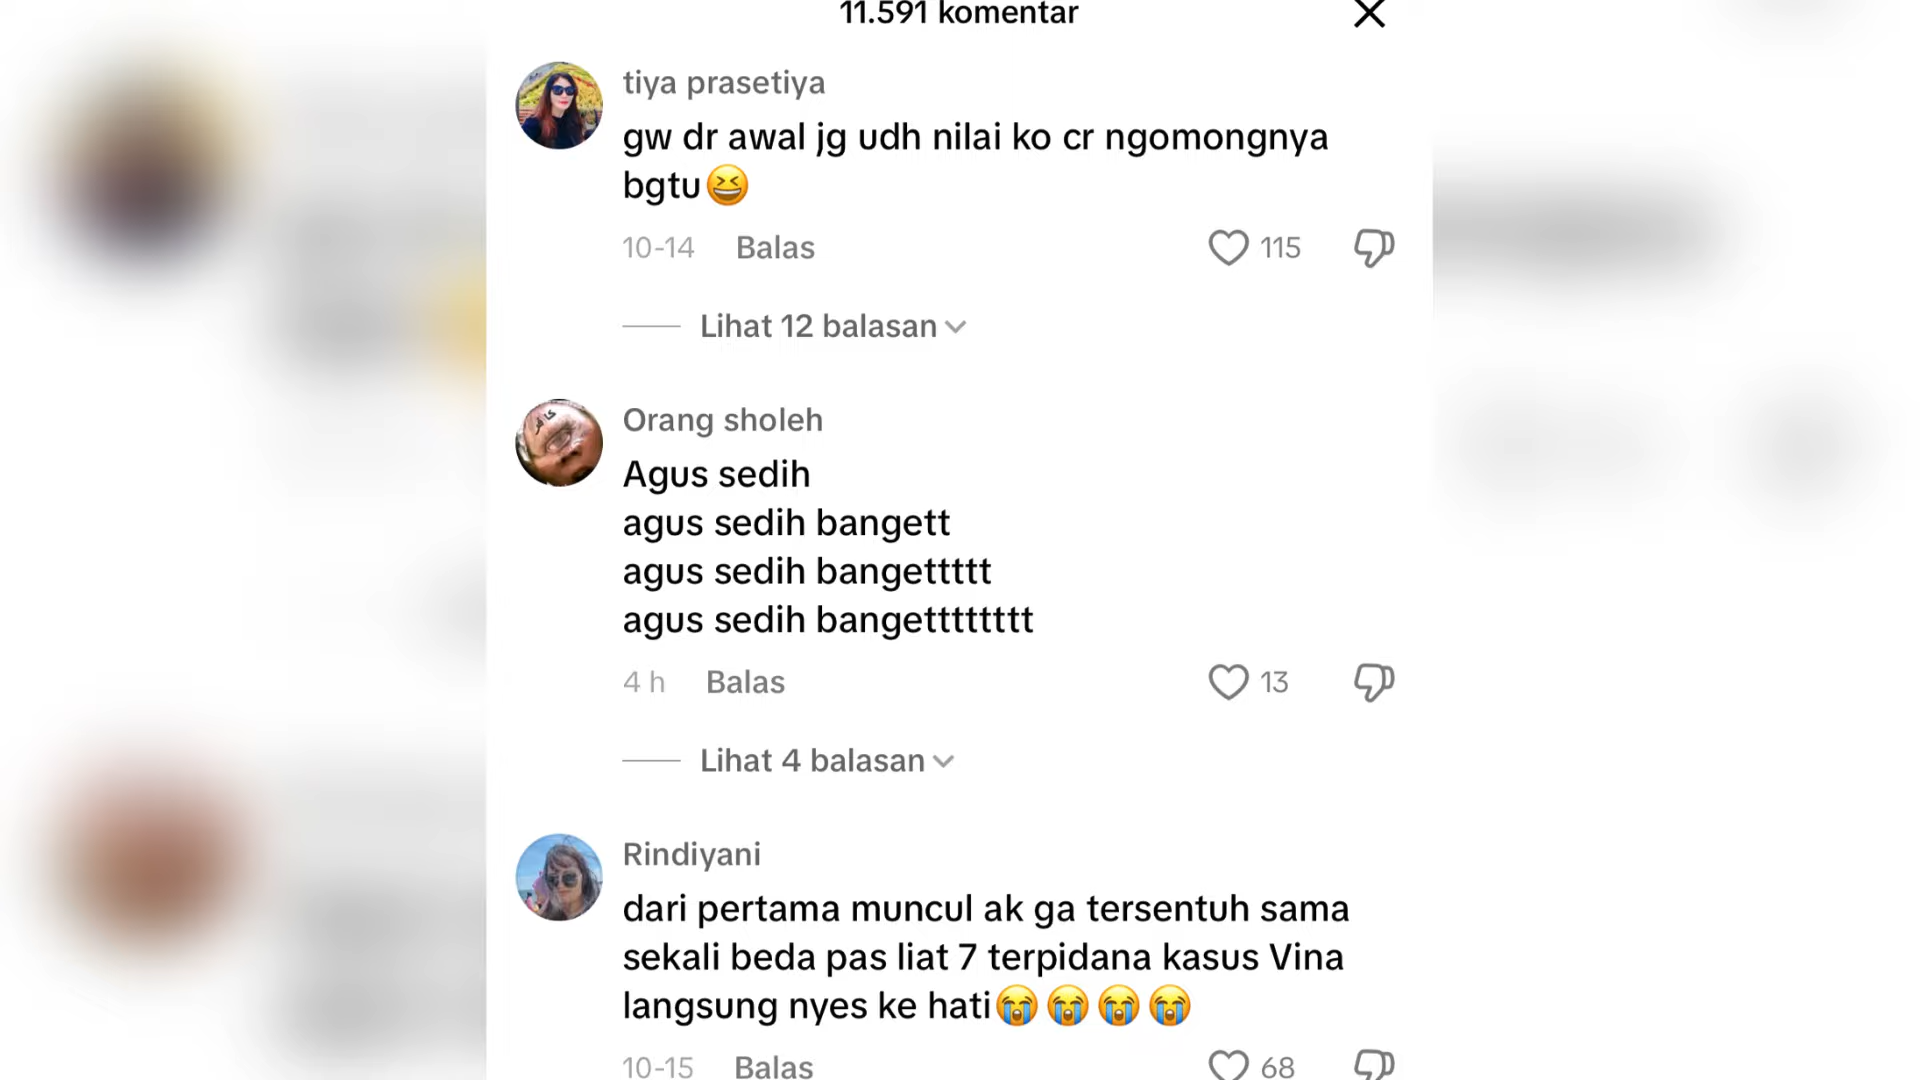 11.591 komentar
tiya prasetiya
gw dr awal jg udh nilai ko cr ngomongnya
bgtu😆
10-14 Balas 115
Lihat 12 balasan
Orang sholeh
Agus sedih
agus sedih bangett
agus sedih bangettttt
agus sedih bangetttttttt
4 h Balas 13
Lihat 4 balasan
Rindiyani
dari pertama muncul ak ga tersentuh sama
sekali beda pas liat 7 terpidana kasus Vina
langsung nyes ke hati😭😭😭😭
10-15 Balas 68